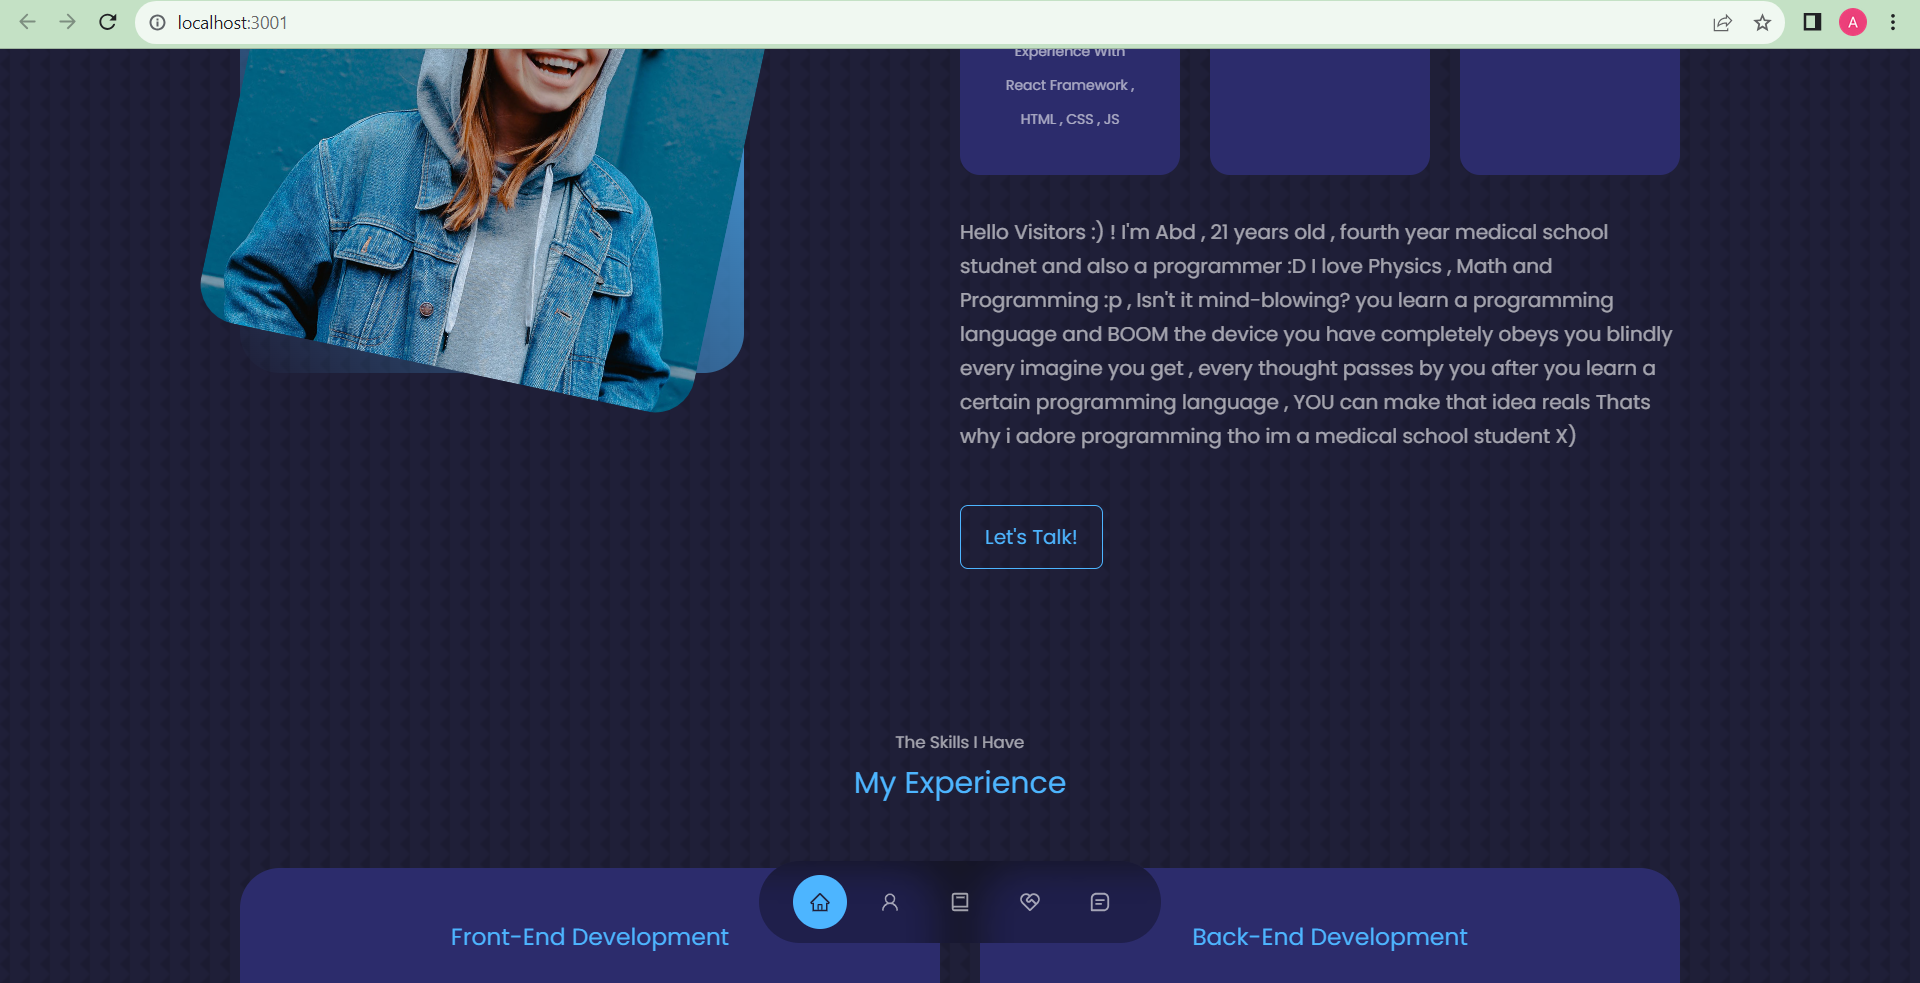 localhost:3001
A
Experience With
React Framework ,
HTML , CSS , JS
Hello Visitors :) ! I'm Abd , 21 years old , fourth year medical school
studnet and also a programmer :D I love Physics , Math and
Programming :p , Isn't it mind-blowing? you learn a programming
language and BOOM the device you have completely obeys you blindly
every imagine you get , every thought passes by you after you learn a
certain programming language , YOU can make that idea reals Thats
why i adore programming tho im a medical school student X)
Let's Talk!
The Skills I Have
My Experience
Front-End Development
Back-End Development